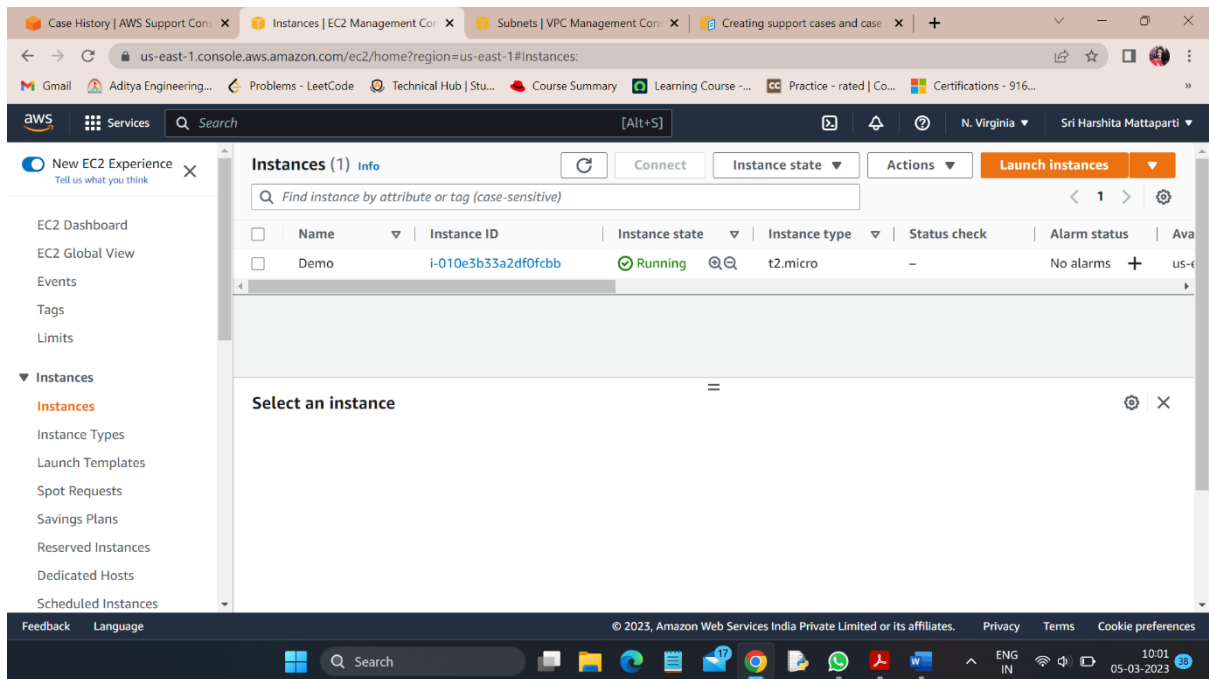 Case History | AWS Support Cons
Instances | EC2 Management Con
Subnets | VPC Management Cons
Creating support cases and case
us-east-1.console.aws.amazon.com/ec2/home?region=us-east-1#Instances:
Gmail
Aditya Engineering...
Problems - LeetCode
Technical Hub | Stu...
Course Summary
Learning Course -...
Practice - rated | Co...
Certifications - 916...
»
aws
Services
Search
[Alt+S]
N. Virginia
Sri Harshita Mattaparti
New EC2 Experience
Tell us what you think
EC2 Dashboard
EC2 Global View
Events
Tags
Limits
Instances
Instances
Instance Types
Launch Templates
Spot Requests
Savings Plans
Reserved Instances
Dedicated Hosts
Scheduled Instances
Instances (1) Info
Connect
Instance state
Actions
Launch instances
Find instance by attribute or tag (case-sensitive)
1
Name Instance ID Instance state Instance type Status check Alarm status Ava
Demo i-010e3b33a2df0fcbb Running t2.micro – No alarms + us-e
Select an instance
Feedback Language © 2023, Amazon Web Services India Private Limited or its affiliates. Privacy Terms Cookie preferences
Search
17
ENG
IN
10:01
05-03-2023
38